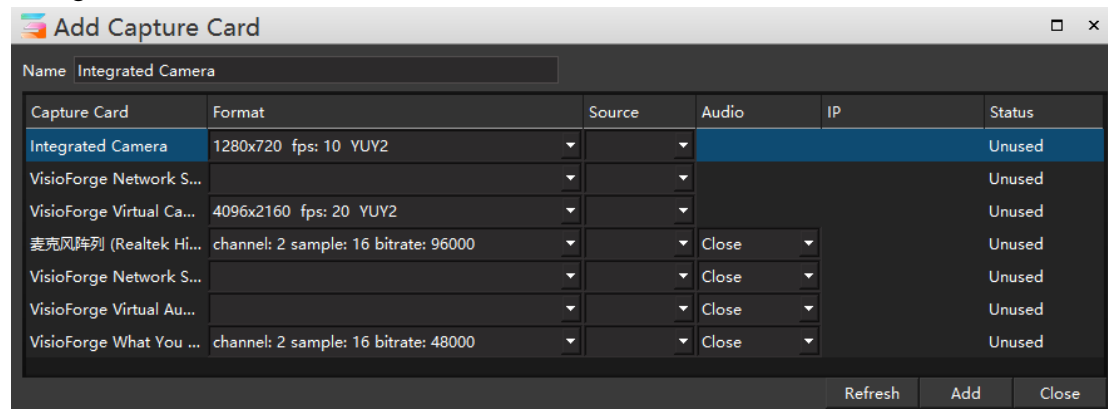 Add Capture Card
Name Integrated Camera
Capture Card Format Source Audio IP Status
Integrated Camera 1280x720 fps: 10 YUY2 Unused
VisioForge Network S... Unused
VisioForge Virtual Ca... 4096x2160 fps: 20 YUY2 Unused
麦克风阵列 (Realtek Hi... channel: 2 sample: 16 bitrate: 96000 Close Unused
VisioForge Network S... Close Unused
VisioForge Virtual Au... Close Unused
VisioForge What You ... channel: 2 sample: 16 bitrate: 48000 Close Unused
Refresh Add Close